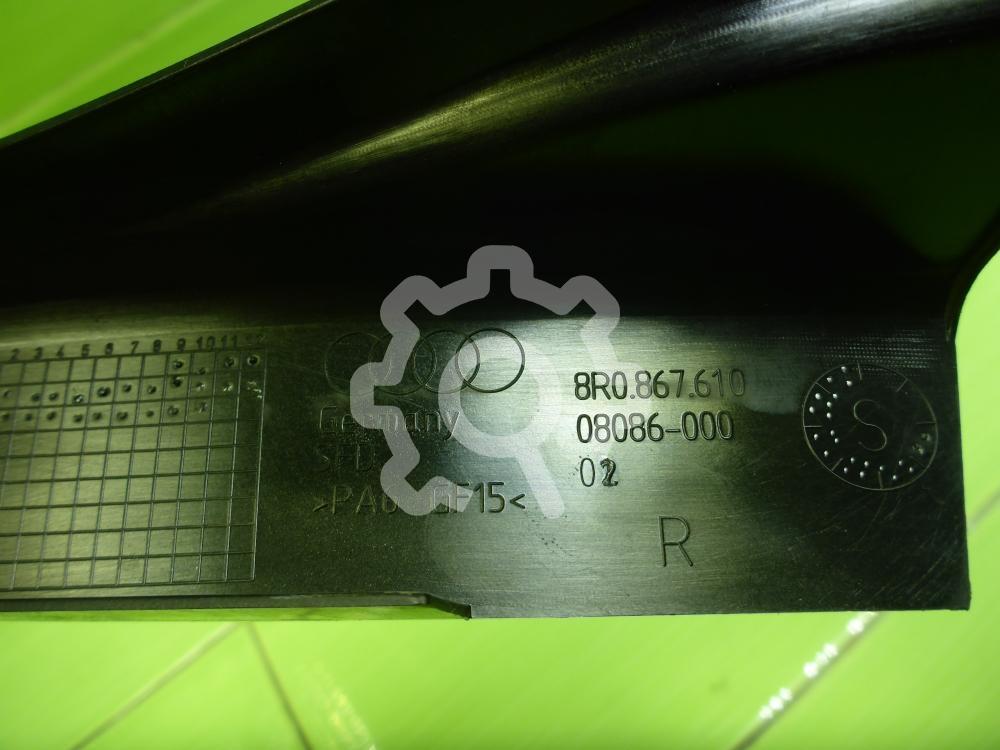 2 3 4 5 6 7 8 9 10 11
8R0.867.610
Germany
08086-000
02
S
R